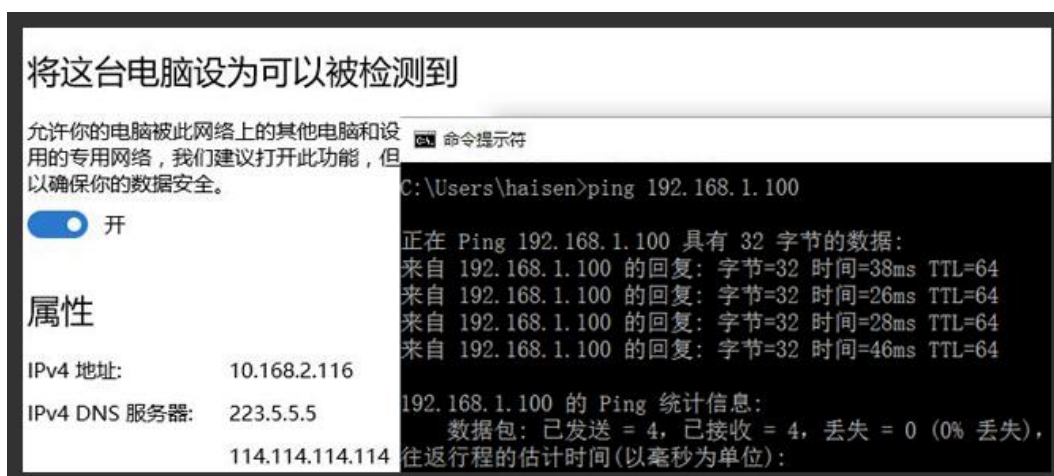 将这台电脑设为可以被检测到
允许你的电脑被此网络上的其他电脑和设
用的专用网络，我们建议打开此功能，但
以确保你的数据安全。
开
属性
IPv4 地址: 10.168.2.116
IPv4 DNS 服务器: 223.5.5.5
114.114.114.114
命令提示符
C:\Users\haisen>ping 192.168.1.100
正在 Ping 192.168.1.100 具有 32 字节的数据:
来自 192.168.1.100 的回复: 字节=32 时间=38ms TTL=64
来自 192.168.1.100 的回复: 字节=32 时间=26ms TTL=64
来自 192.168.1.100 的回复: 字节=32 时间=28ms TTL=64
来自 192.168.1.100 的回复: 字节=32 时间=46ms TTL=64
192.168.1.100 的 Ping 统计信息:
数据包: 已发送 = 4，已接收 = 4，丢失 = 0 (0% 丢失)，
往返行程的估计时间(以毫秒为单位):